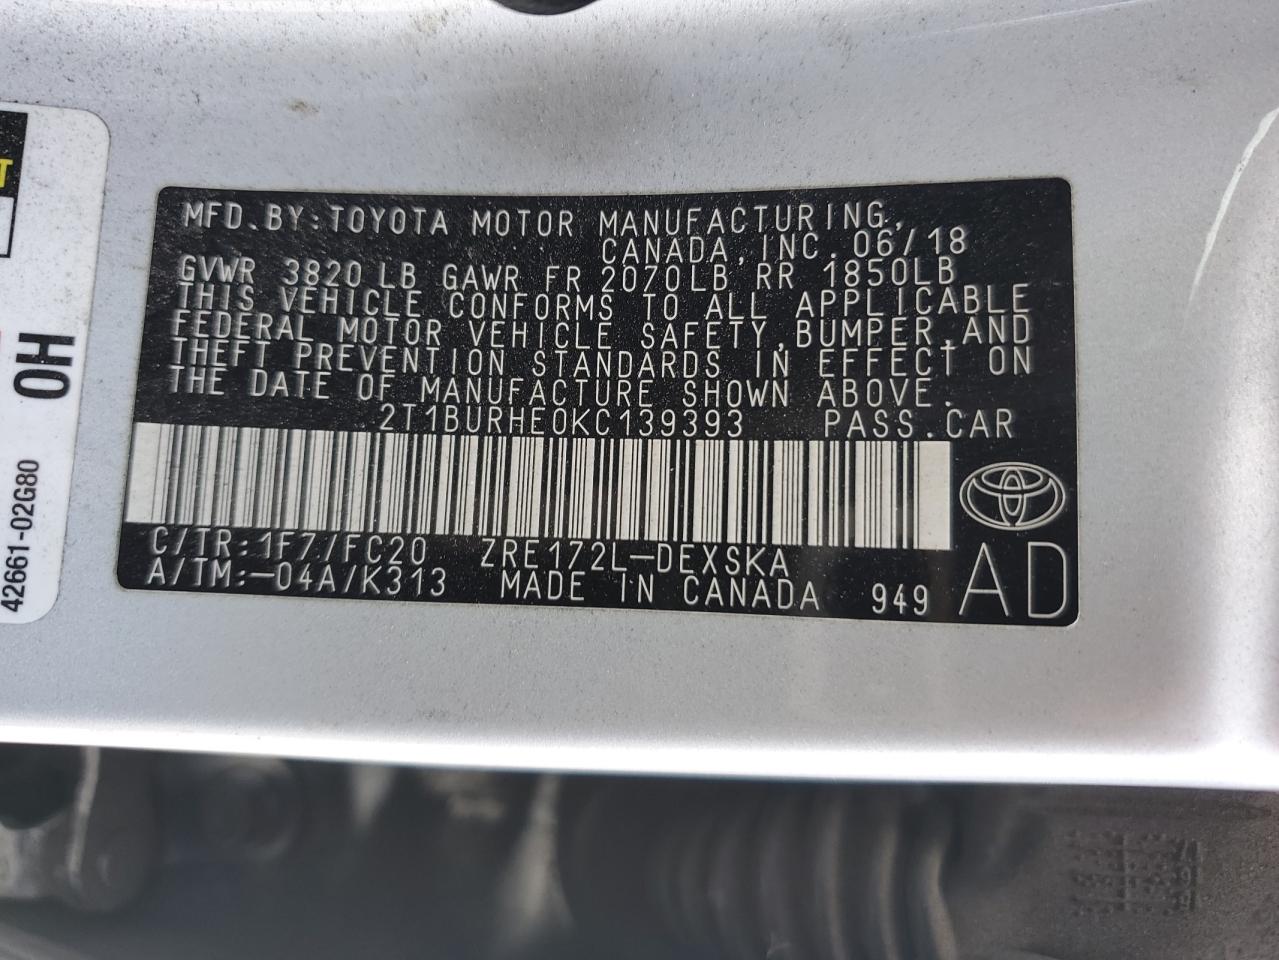 MFD.BY:TOYOTA MOTOR MANUFACTURING,
CANADA,INC.06/18
GVWR 3820LB GAWR FR 2070LB RR 1850LB
THIS VEHICLE CONFORMS TO ALL APPLICABLE
FEDERAL MOTOR VEHICLE SAFETY,BUMPER,AND
THEFT PREVENTION STANDARDS IN EFFECT ON
THE DATE OF MANUFACTURE SHOWN ABOVE.
2T1BURHE0KC139393 PASS.CAR
C/TR:1F7/FC20 ZRE172L-DEXSKA
A/TM:-04A/K313 MADE IN CANADA 949 AD
T
OH
42661-02G80